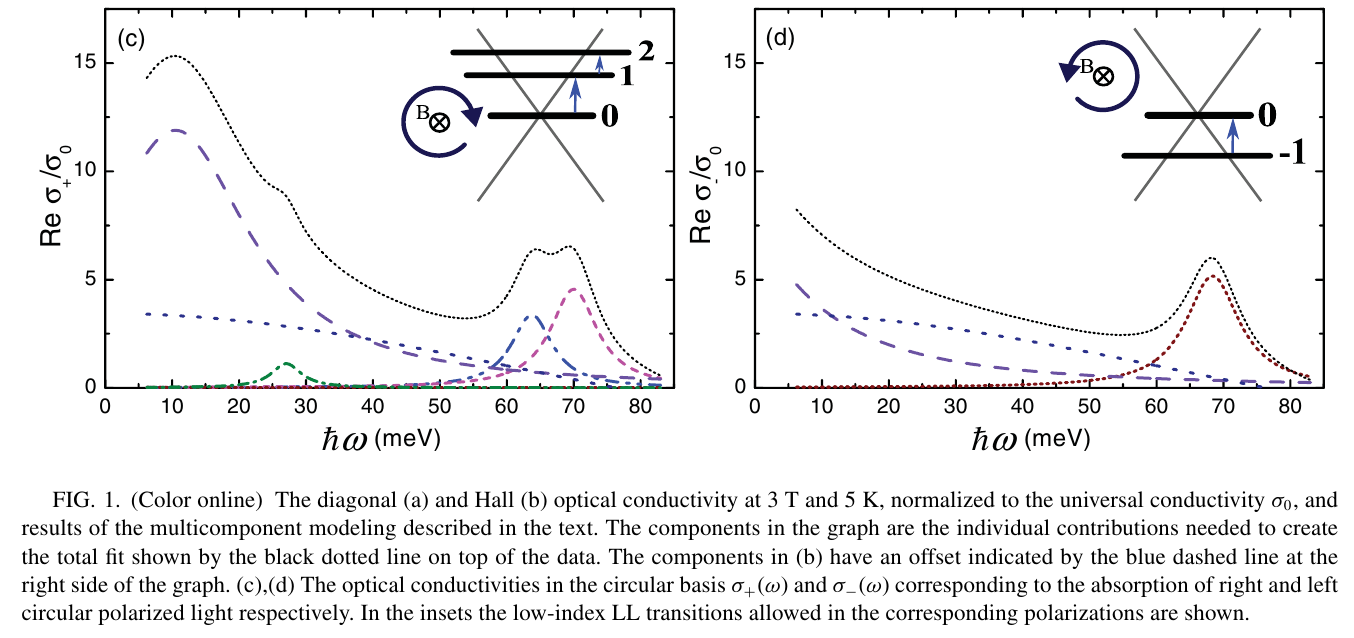 (c)
15
10
5
0
Re σ₊/σ₀
B
2
1
0
0 10 20 30 40 50 60 70 80
ħω (meV)
(d)
15
10
5
0
Re σ₋/σ₀
B
0
-1
0 10 20 30 40 50 60 70 80
ħω (meV)
FIG. 1. (Color online) The diagonal (a) and Hall (b) optical conductivity at 3 T and 5 K, normalized to the universal conductivity σ₀, and
results of the multicomponent modeling described in the text. The components in the graph are the individual contributions needed to create
the total fit shown by the black dotted line on top of the data. The components in (b) have an offset indicated by the blue dashed line at the
right side of the graph. (c),(d) The optical conductivities in the circular basis σ₊(ω) and σ₋(ω) corresponding to the absorption of right and left
circular polarized light respectively. In the insets the low-index LL transitions allowed in the corresponding polarizations are shown.